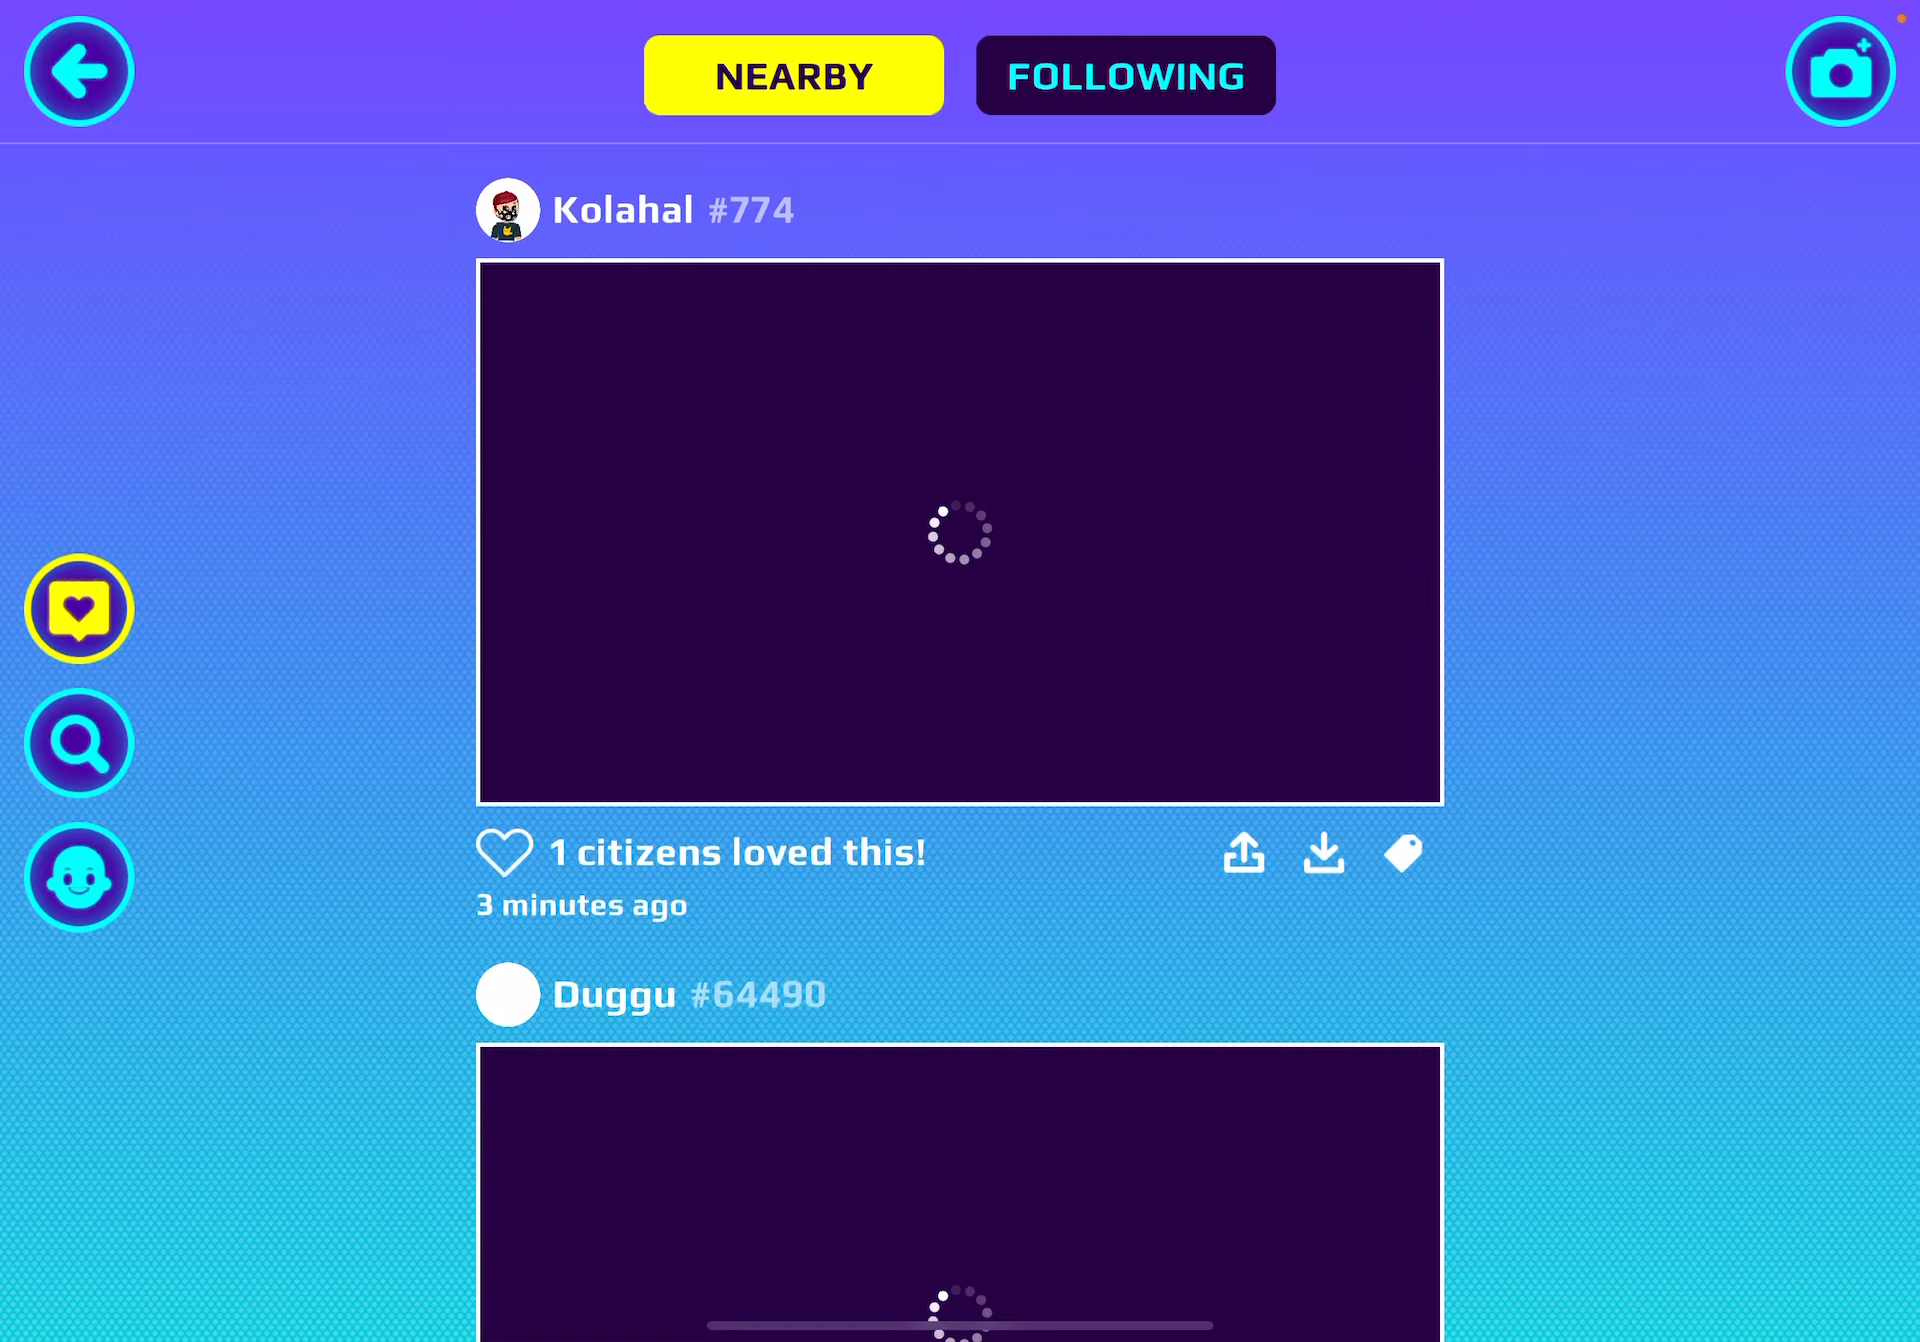 NEARBY
FOLLOWING
Kolahal #774
1 citizens loved this!
3 minutes ago
Duggu #64490